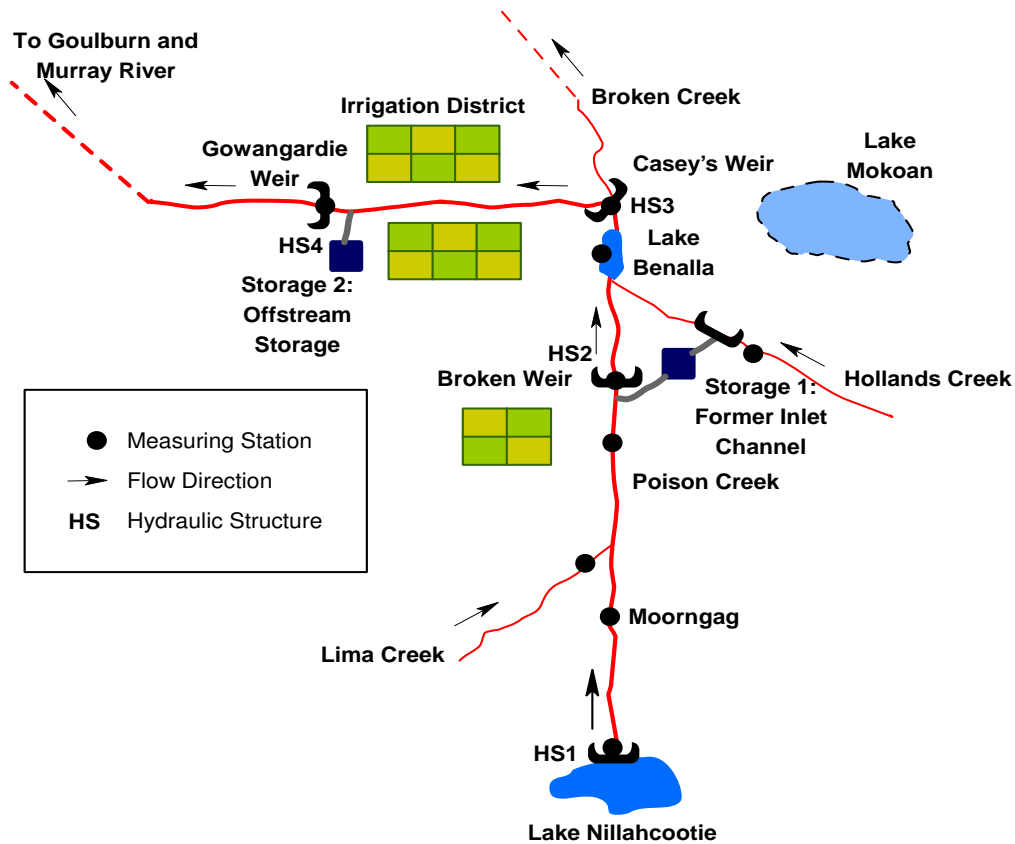 To Goulburn and
Murray River
Broken Creek
Irrigation District
Lake
Mokoan
Gowangardie
Weir
Casey's Weir
HS3
HS4
Lake
Benalla
Storage 2:
Offstream
Storage
HS2
Broken Weir
Hollands Creek
Storage 1:
Former Inlet
Channel
Measuring Station
Flow Direction
HS Hydraulic Structure
Poison Creek
Moorngag
Lima Creek
HS1
Lake Nillahcootie